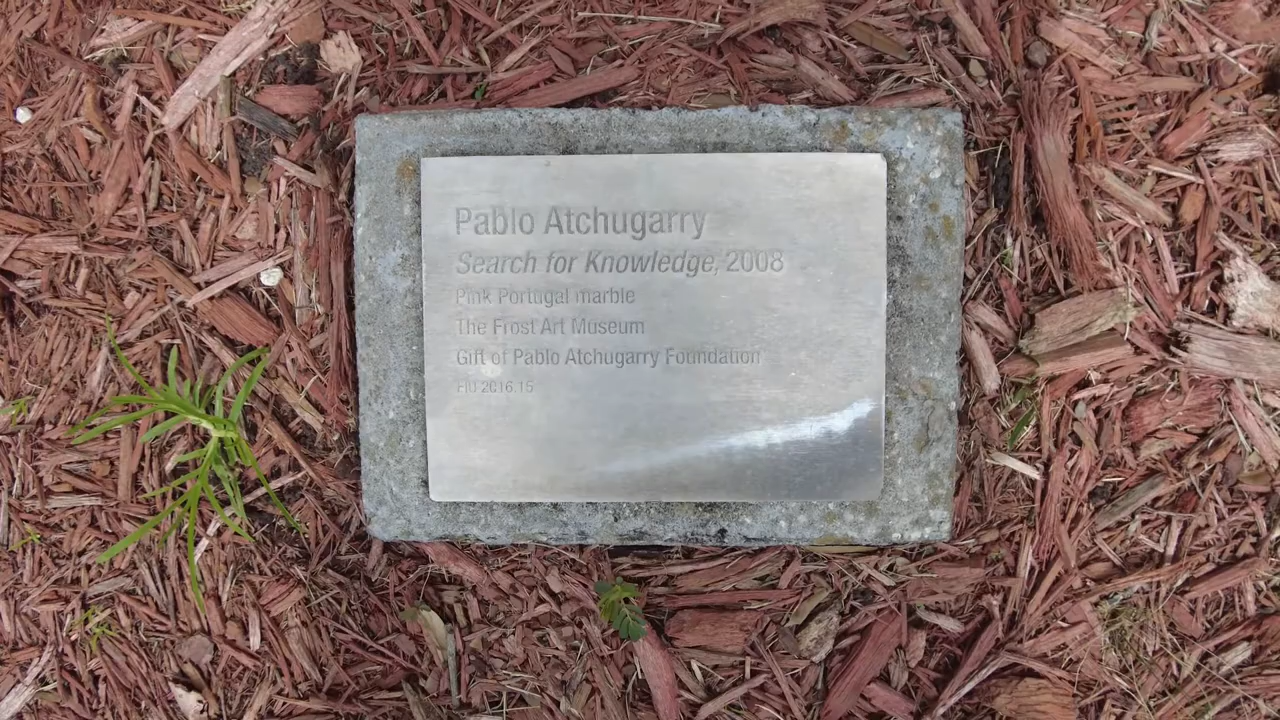 Pablo Atchugarry
Search for Knowledge, 2008
Pink Portugal marble
The Frost Art Museum
Gift of Pablo Atchugarry Foundation
FIU 2016.15